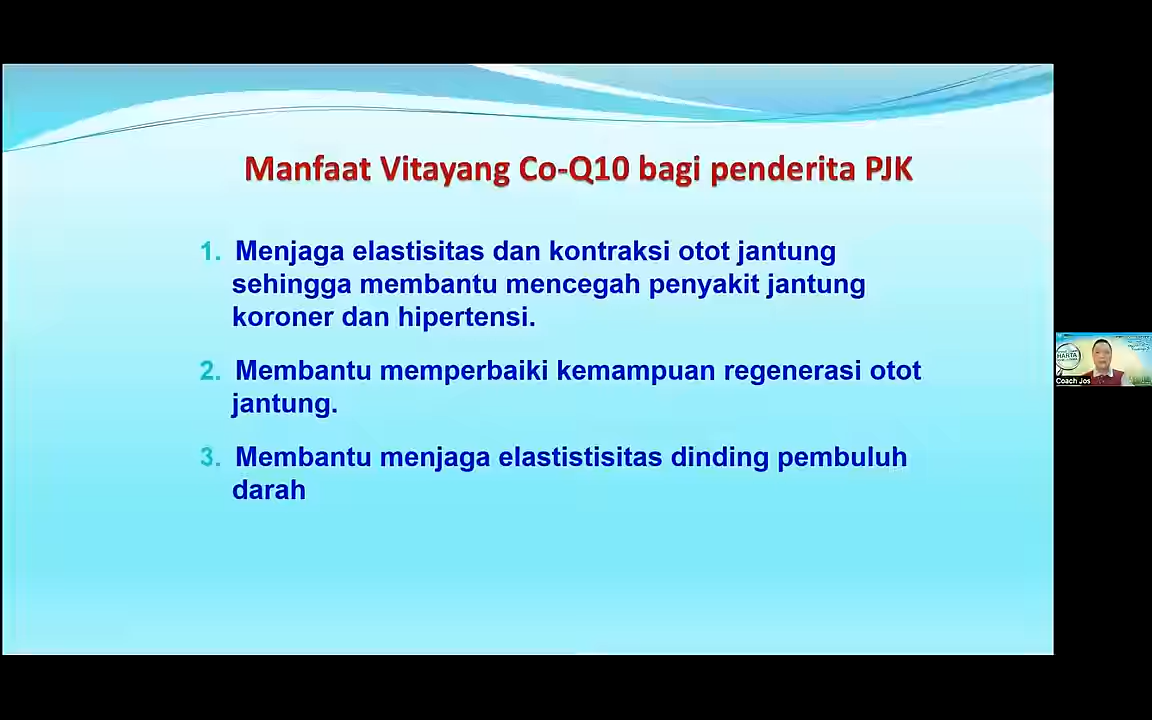 Manfaat Vitayang Co-Q10 bagi penderita PJK
1. Menjaga elastisitas dan kontraksi otot jantung
sehingga membantu mencegah penyakit jantung
koroner dan hipertensi.
2. Membantu memperbaiki kemampuan regenerasi otot
jantung.
3. Membantu menjaga elastistisitas dinding pembuluh
darah
HARTA
Coach Jos